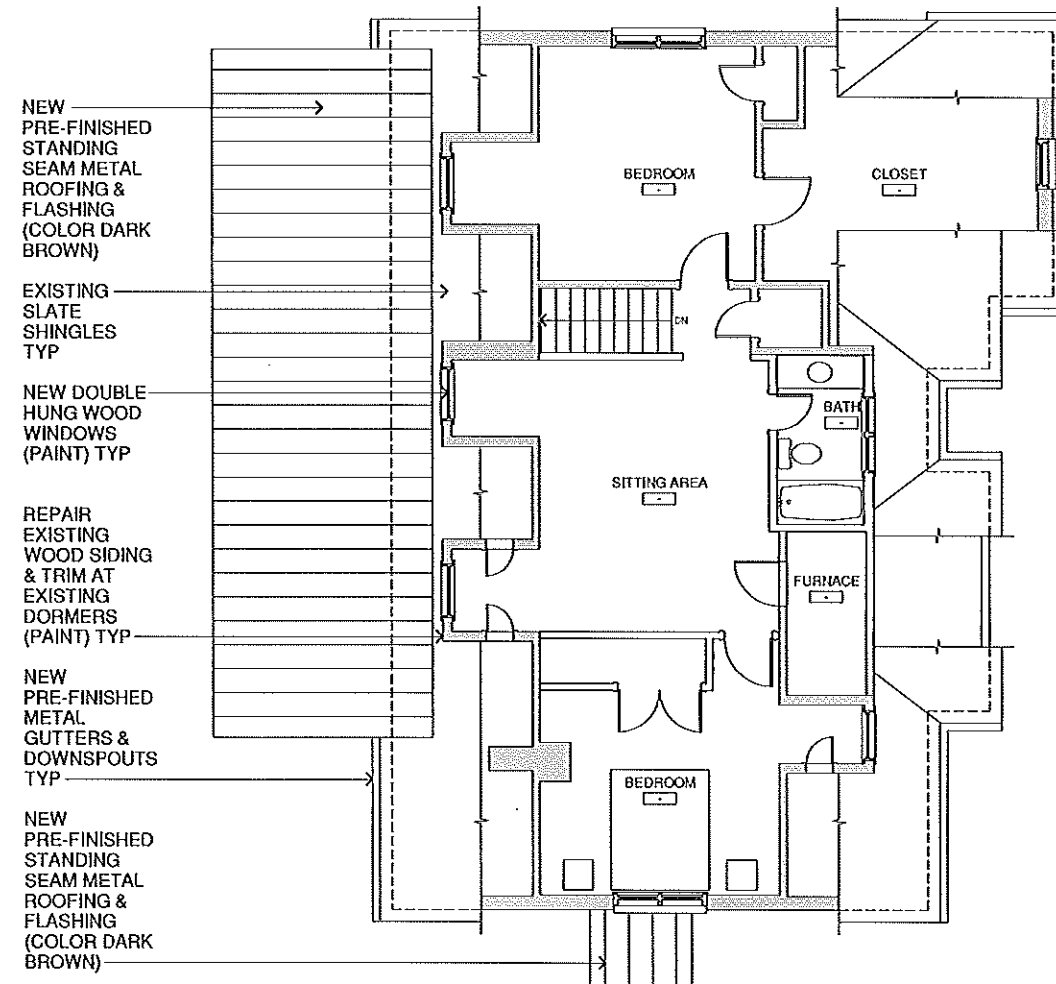 NEW
PRE-FINISHED
STANDING
SEAM METAL
ROOFING &
FLASHING
(COLOR DARK
BROWN)
EXISTING
SLATE
SHINGLES
TYP
NEW DOUBLE
HUNG WOOD
WINDOWS
(PAINT) TYP
REPAIR
EXISTING
WOOD SIDING
& TRIM AT
EXISTING
DORMERS
(PAINT) TYP
NEW
PRE-FINISHED
METAL
GUTTERS &
DOWNSPOUTS
TYP
NEW
PRE-FINISHED
STANDING
SEAM METAL
ROOFING &
FLASHING
(COLOR DARK
BROWN)
BEDROOM
CLOSET
DN
BATH
SITTING AREA
FURNACE
BEDROOM